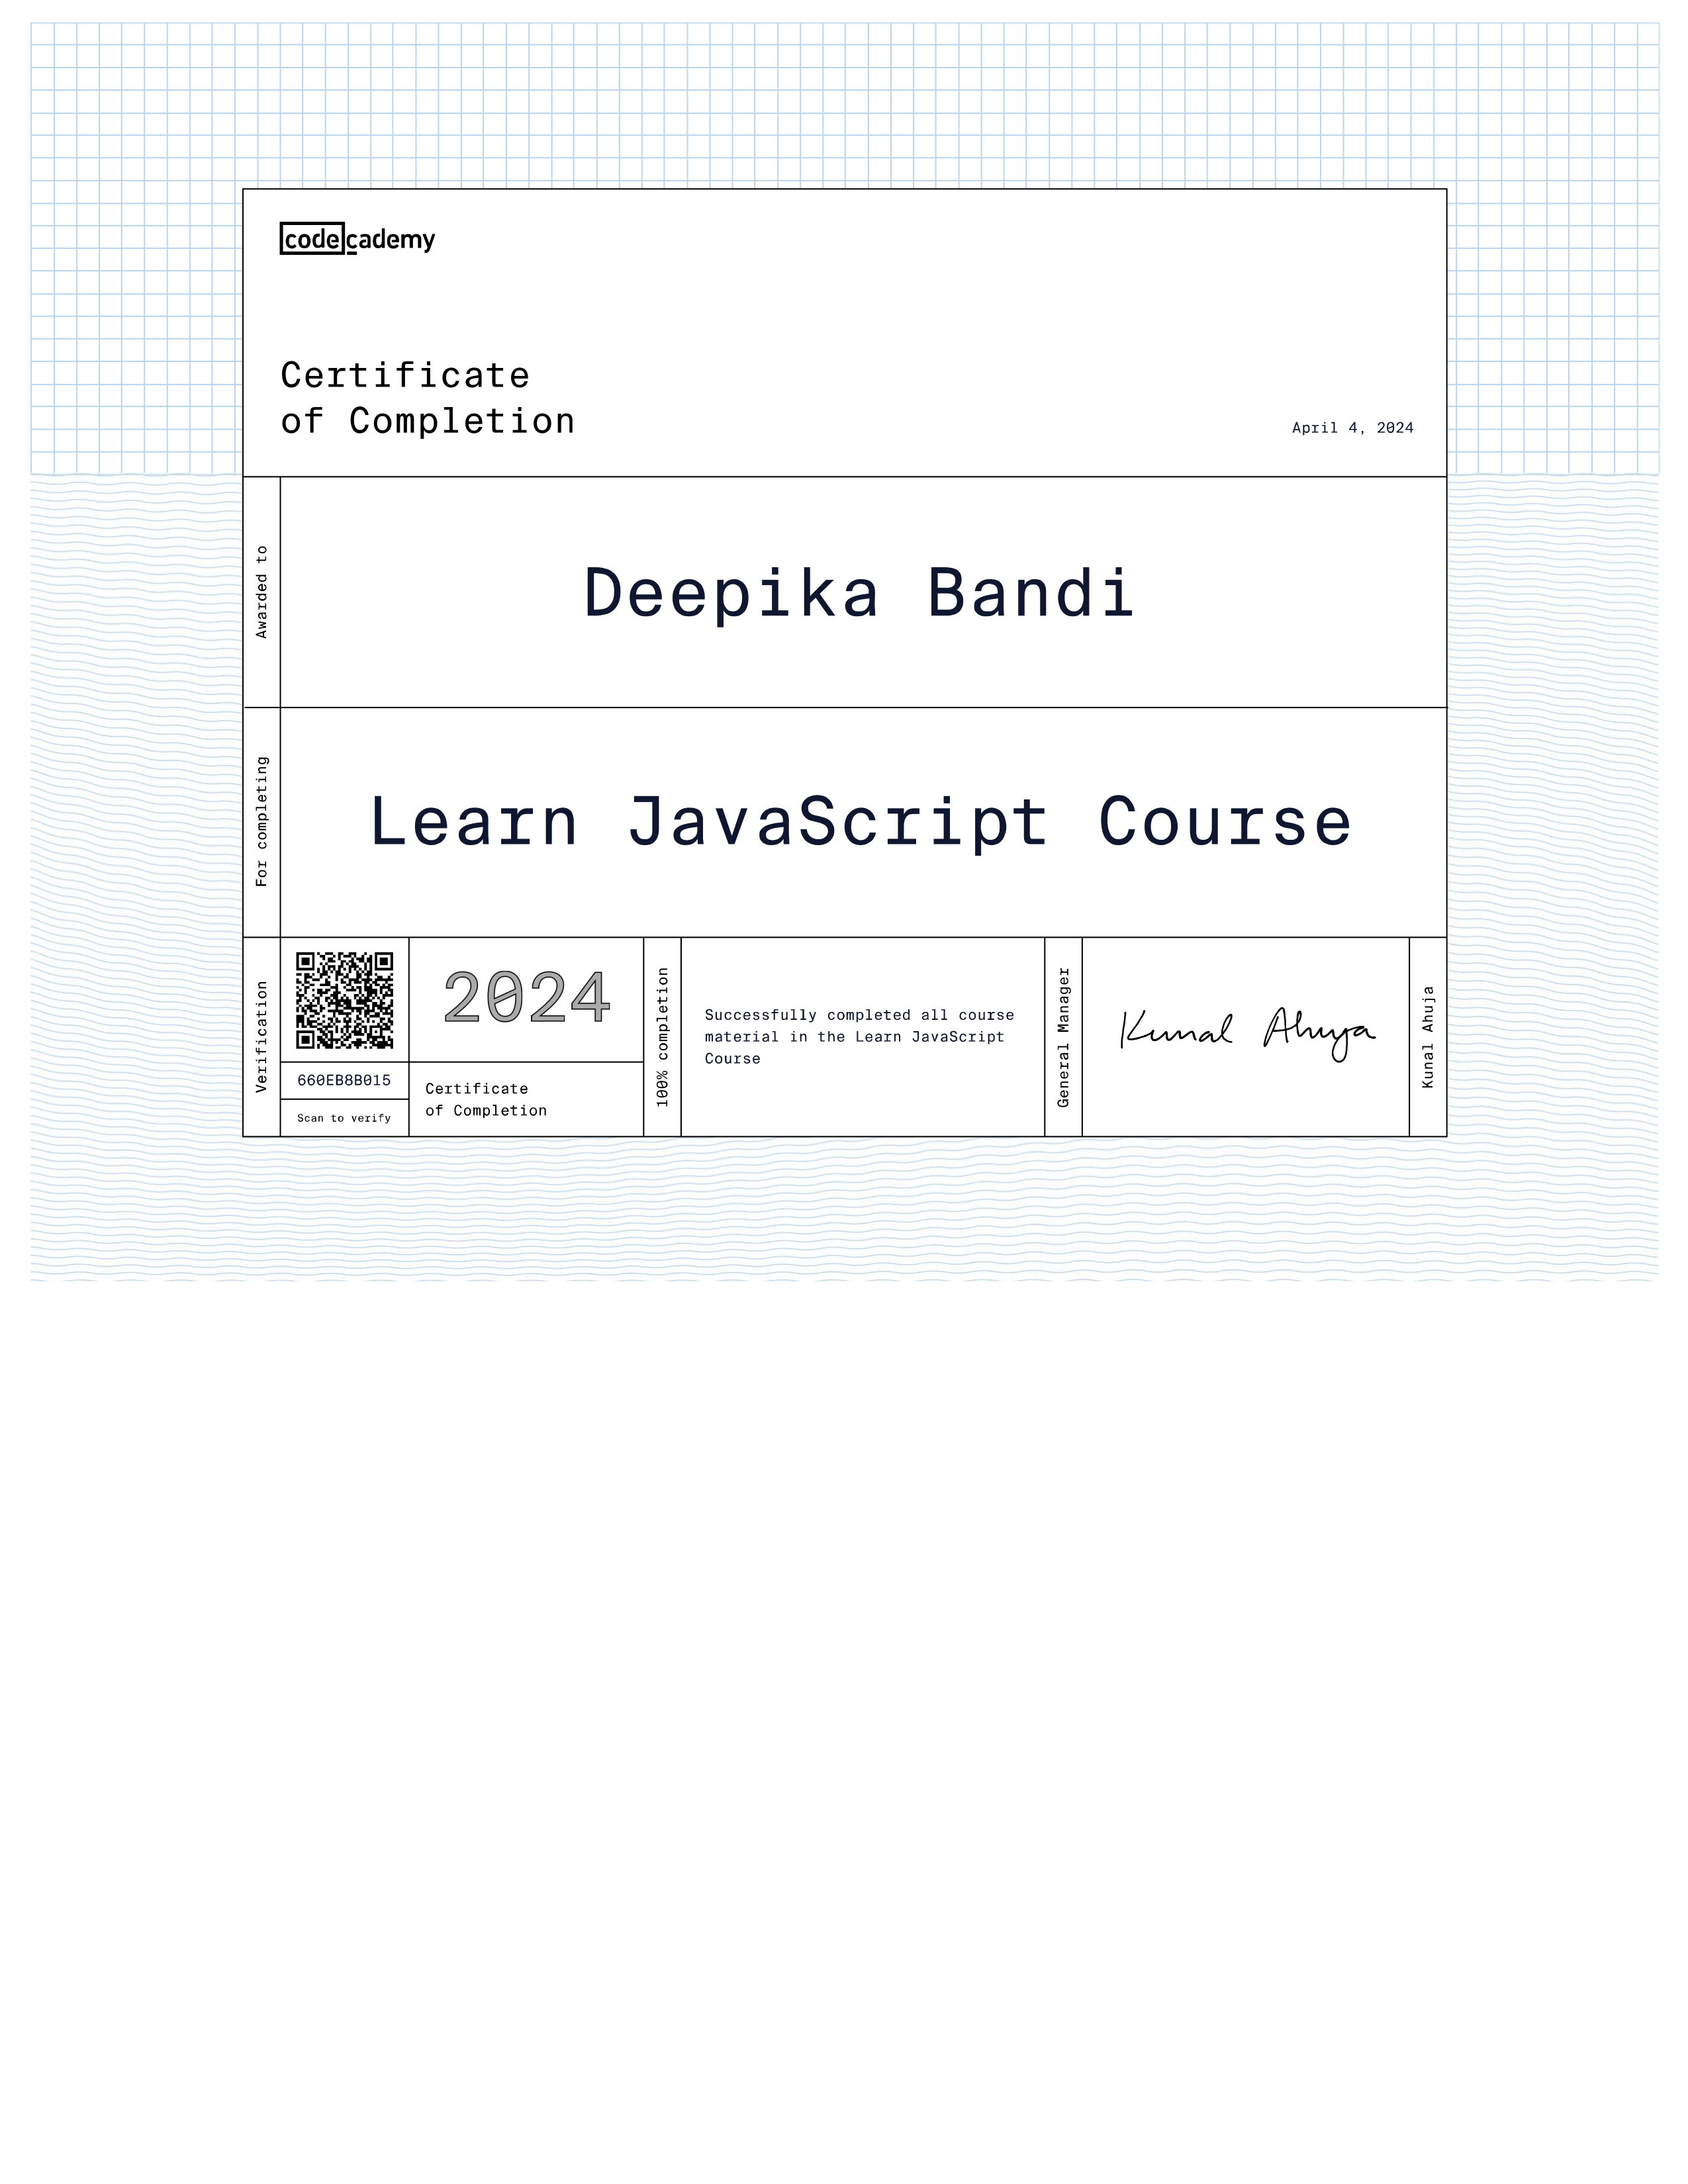 codecademy
Certificate
of Completion
April 4, 2024
Awarded to
Deepika Bandi
For completing
Learn JavaScript Course
Verification
660EB8B015
Scan to verify
2024
Certificate
of Completion
100% completion
Successfully completed all course
material in the Learn JavaScript
Course
General Manager
Kunal Ahuja
Kunal Ahuja